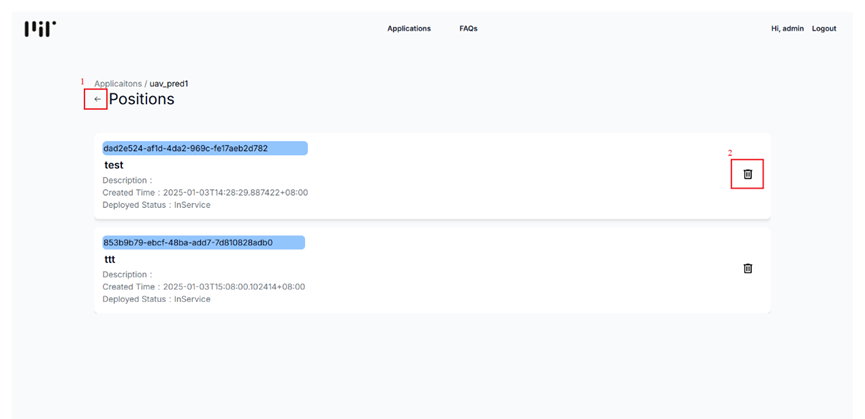 Applications FAQs Hi, admin Logout
1 Applicaitons / uav_pred1
← Positions
dad2e524-af1d-4da2-969c-fe17aeb2d782
2
test
Description :
Created Time : 2025-01-03T14:28:29.887422+08:00
Deployed Status : InService
853b9b79-ebcf-48ba-add7-7d810828adb0
ttt
Description :
Created Time : 2025-01-03T15:08:00.102414+08:00
Deployed Status : InService